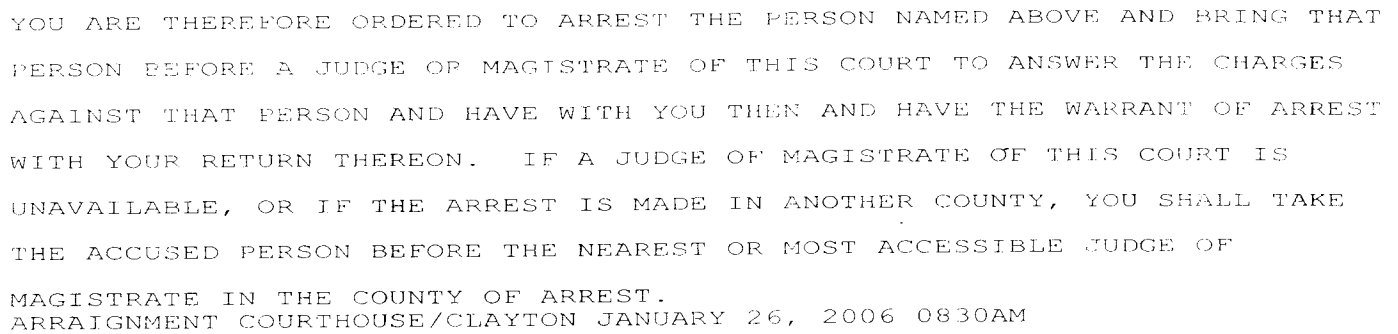 YOU ARE THEREFORE ORDERED TO ARREST THE PERSON NAMED ABOVE AND BRING THAT
PERSON BEFORE A JUDGE OR MAGISTRATE OF THIS COURT TO ANSWER THE CHARGES
AGAINST THAT PERSON AND HAVE WITH YOU THEN AND HAVE THE WARRANT OF ARREST
WITH YOUR RETURN THEREON. IF A JUDGE OF MAGISTRATE OF THIS COURT IS
UNAVAILABLE, OR IF THE ARREST IS MADE IN ANOTHER COUNTY, YOU SHALL TAKE
THE ACCUSED PERSON BEFORE THE NEAREST OR MOST ACCESSIBLE JUDGE OF
MAGISTRATE IN THE COUNTY OF ARREST.
ARRAIGNMENT COURTHOUSE/CLAYTON JANUARY 26, 2006 0830AM